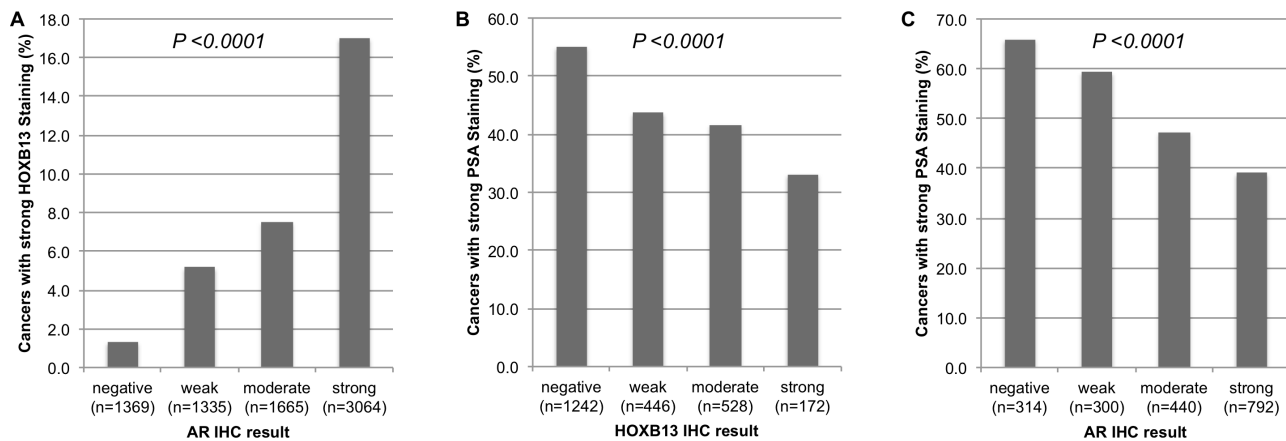 A
Cancers with strong HOXB13 Staining (%)
18.0
16.0
14.0
12.0
10.0
8.0
6.0
4.0
2.0
0.0
P <0.0001
negative weak moderate strong
(n=1369) (n=1335) (n=1665) (n=3064)
AR IHC result
B
Cancers with strong PSA Staining (%)
60.0
50.0
40.0
30.0
20.0
10.0
0.0
P <0.0001
negative weak moderate strong
(n=1242) (n=446) (n=528) (n=172)
HOXB13 IHC result
C
Cancers with strong PSA Staining (%)
70.0
60.0
50.0
40.0
30.0
20.0
10.0
0.0
P <0.0001
negative weak moderate strong
(n=314) (n=300) (n=440) (n=792)
AR IHC result